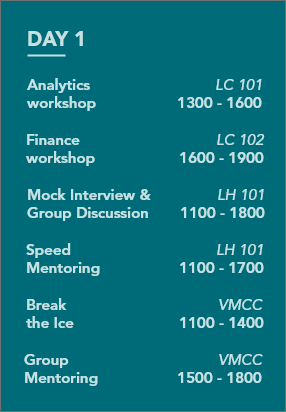 DAY 1
Analytics LC 101
workshop 1300 - 1600
Finance LC 102
workshop 1600 - 1900
Mock Interview & LH 101
Group Discussion 1100 - 1800
Speed LH 101
Mentoring 1100 - 1700
Break VMCC
the Ice 1100 - 1400
Group VMCC
Mentoring 1500 - 1800